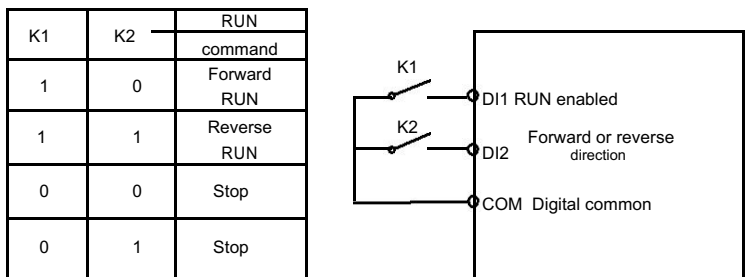 K1 K2 RUN
command
1 0 Forward
RUN
1 1 Reverse
RUN
0 0 Stop
0 1 Stop
K1
DI1 RUN enabled
K2
DI2 Forward or reverse
direction
COM Digital common